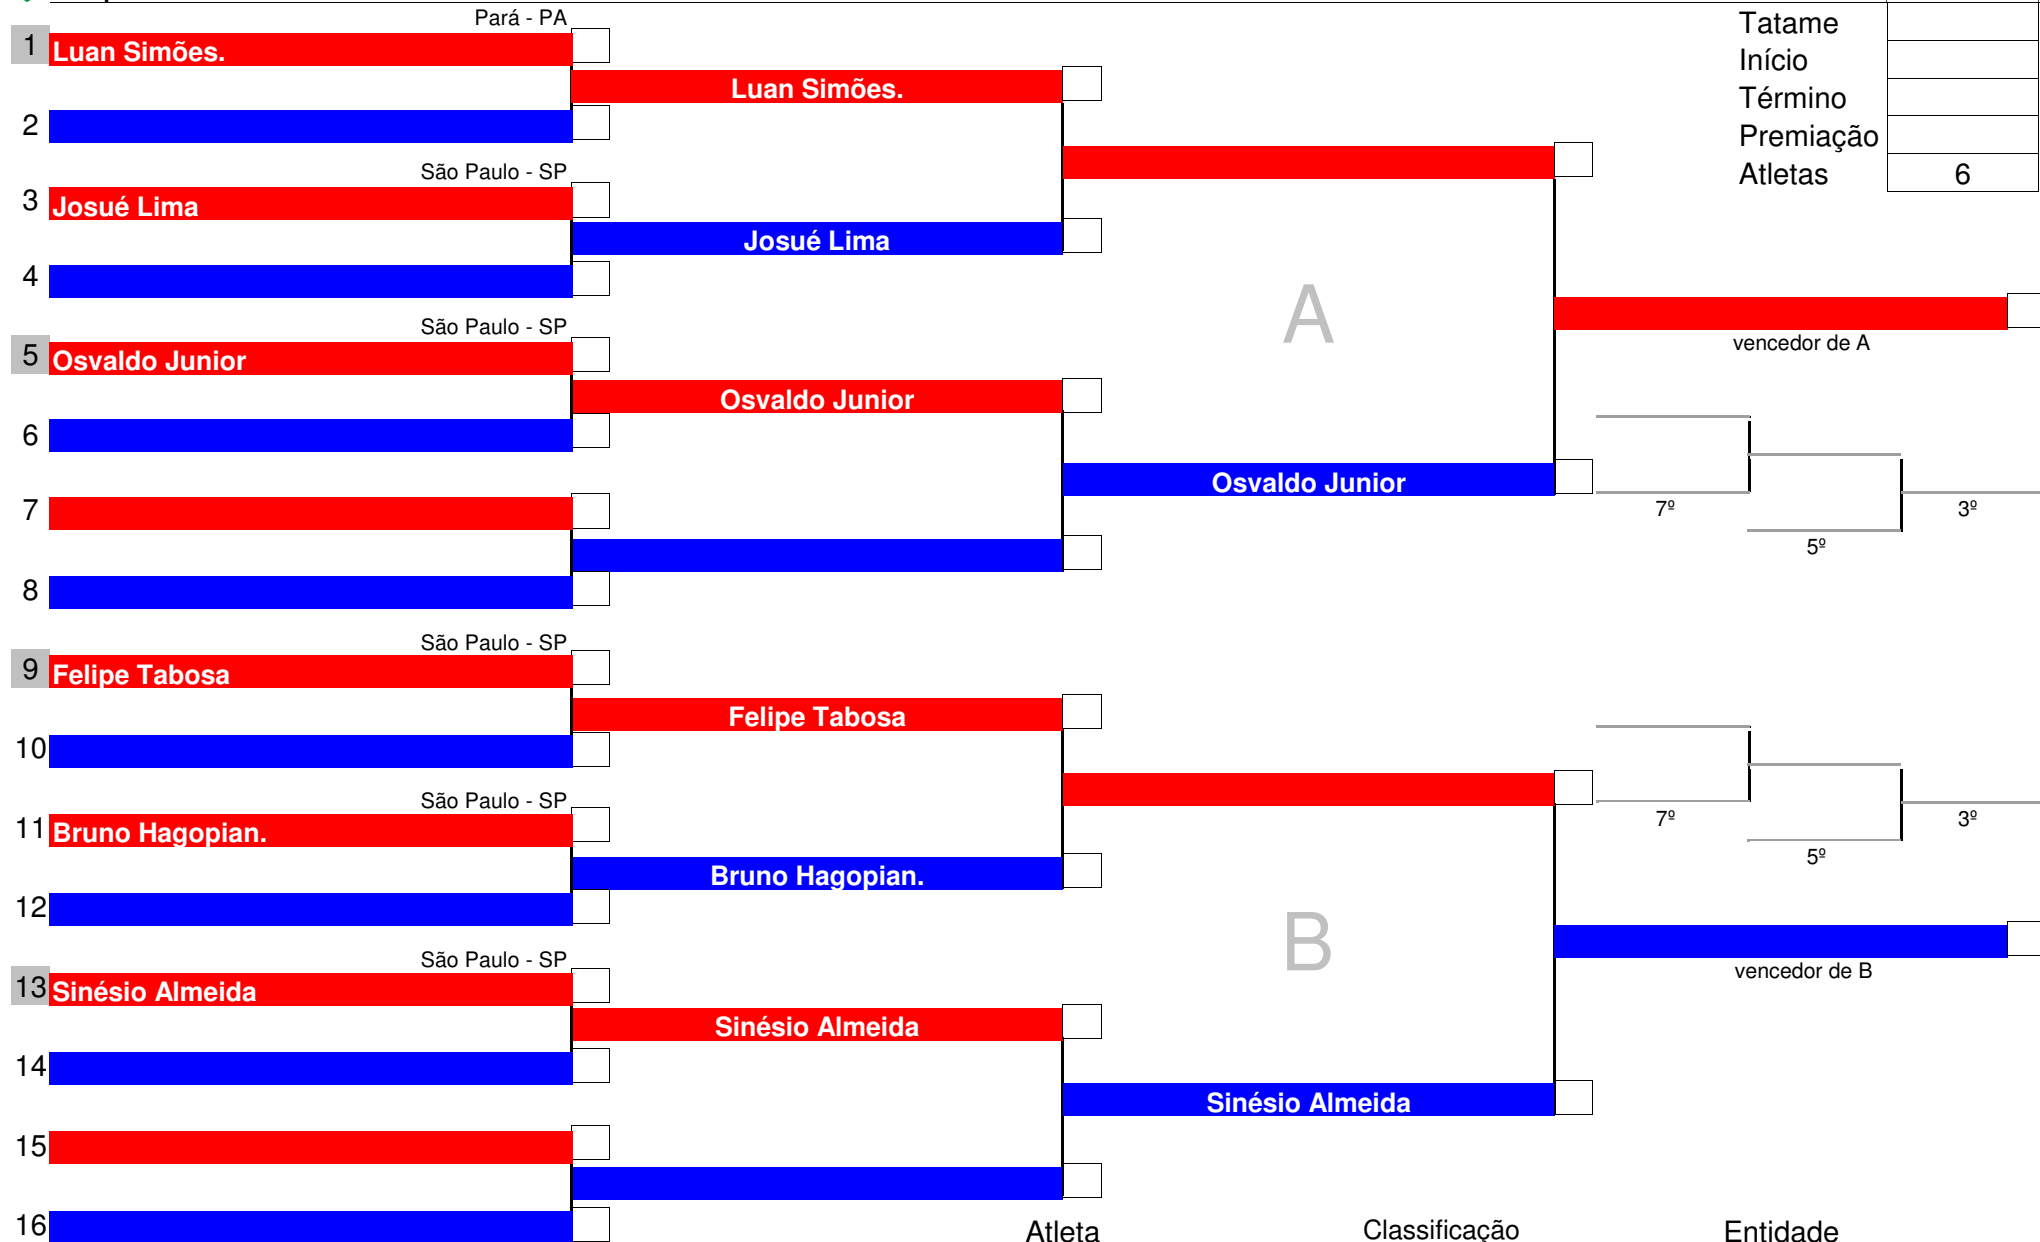 Pará - PA
Tatame
1 Luan Simões.
Início
Luan Simões.
Término
2
Premiação
São Paulo - SP
Atletas 6
3 Josué Lima
Josué Lima
4
A
São Paulo - SP
vencedor de A
5 Osvaldo Junior
Osvaldo Junior
6
Osvaldo Junior
7
7º 3º
5º
8
São Paulo - SP
9 Felipe Tabosa
Felipe Tabosa
10
São Paulo - SP
7º 3º
11 Bruno Hagopian.
5º
Bruno Hagopian.
12
B
São Paulo - SP
vencedor de B
13 Sinésio Almeida
Sinésio Almeida
14
Sinésio Almeida
15
16
Atleta Classificação Entidade